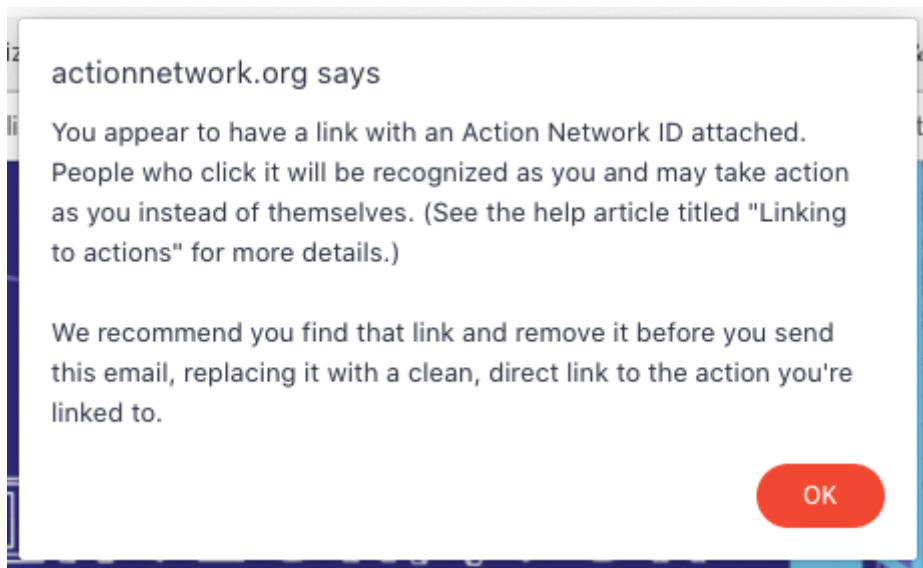 actionnetwork.org says
You appear to have a link with an Action Network ID attached.
People who click it will be recognized as you and may take action
as you instead of themselves. (See the help article titled "Linking
to actions" for more details.)
We recommend you find that link and remove it before you send
this email, replacing it with a clean, direct link to the action you're
linked to.
OK